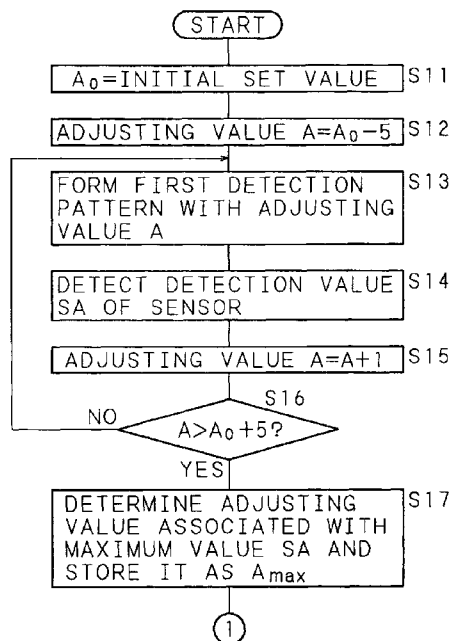 START
A₀=INITIAL SET VALUE S11
ADJUSTING VALUE A=A₀-5 S12
FORM FIRST DETECTION S13
PATTERN WITH ADJUSTING
VALUE A
DETECT DETECTION VALUE S14
SA OF SENSOR
ADJUSTING VALUE A=A+1 S15
S16
NO
A>A₀+5?
YES
DETERMINE ADJUSTING S17
VALUE ASSOCIATED WITH
MAXIMUM VALUE SA AND
STORE IT AS Amax
1